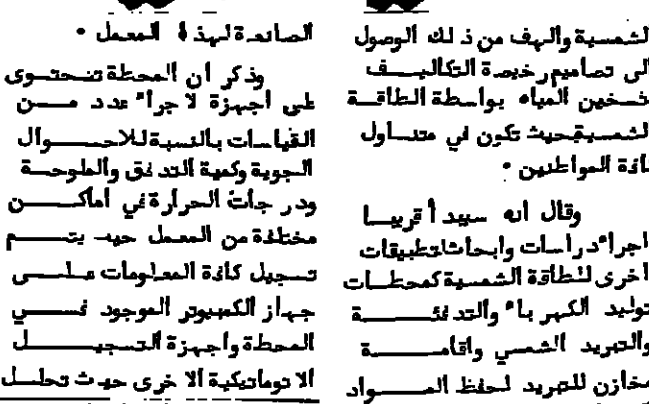 الشمسية والهدف من ذلك الوصول
الى تصاميم رخيصة التكاليف
تسخين المياه بواسطة الطاقة
الشمسية بحيث تكون في متناول
كافة المواطنين .
وقال انه سيبدأ قريبا
اجراء دراسات وابحاث لتطبيقات
اخرى للطاقة الشمسية كمحطات
توليد الكهرباء والتدفئة
والتبريد الشمسي واقامة
مخازن للتبريد لحفظ المواد
الصانعة لهذا المعمل .
وذكر ان المحطة تحتوي
على اجهزة لاجراء عدد من
القياسات بالنسبة للاحوال
الجوية وكمية التدفق والملوحة
ودرجات الحرارة في اماكن
مختلفة من المعمل حيث يتم
تسجيل كافة المعلومات على
جهاز الكمبيوتر الموجود في
المحطة واجهزة التسجيل
الاتوماتيكية الاخرى حيث تحلل